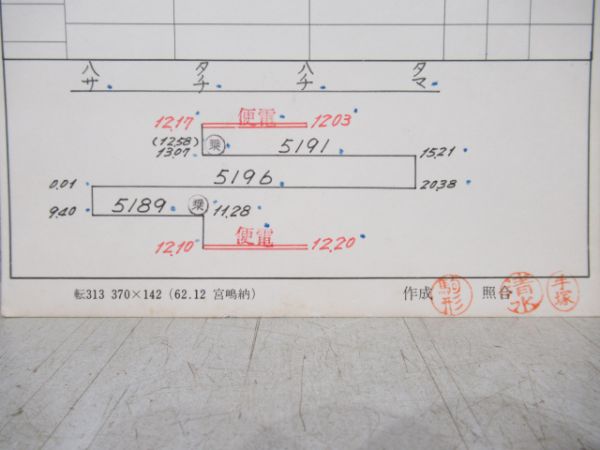 ハサ タチ ハチ タマ
12.17 便電 12.03
(12.58) 乗
13.07 5191 15.21
0.01 5196 20.38
9.40 5189 乗 11.28
12.10 便電 12.20
転313 370×142 (62.12 宮鳴納) 作成 駒形 照合 清水 手塚